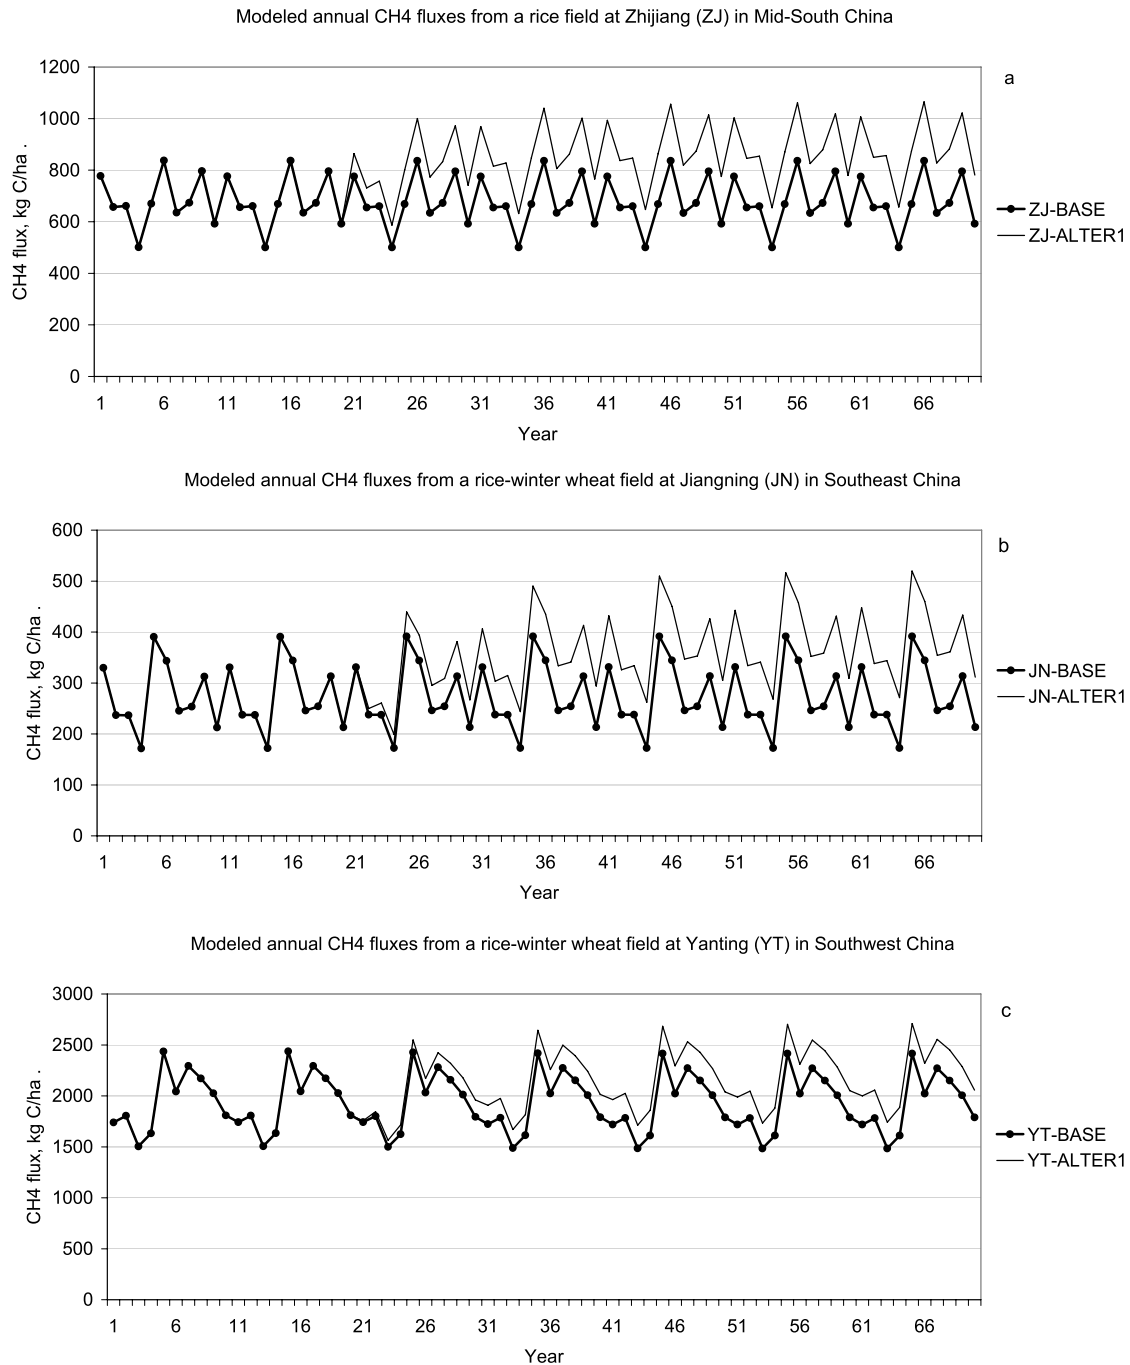 Modeled annual CH4 fluxes from a rice field at Zhijiang (ZJ) in Mid-South China
a
1200
1000
800
600
400
200
0
CH4 flux, kg C/ha .
1 6 11 16 21 26 31 36 41 46 51 56 61 66
Year
ZJ-BASE
ZJ-ALTER1
Modeled annual CH4 fluxes from a rice-winter wheat field at Jiangning (JN) in Southeast China
b
600
500
400
300
200
100
0
CH4 flux, kg C/ha .
1 6 11 16 21 26 31 36 41 46 51 56 61 66
Year
JN-BASE
JN-ALTER1
Modeled annual CH4 fluxes from a rice-winter wheat field at Yanting (YT) in Southwest China
c
3000
2500
2000
1500
1000
500
0
CH4 flux, kg C/ha .
1 6 11 16 21 26 31 36 41 46 51 56 61 66
Year
YT-BASE
YT-ALTER1